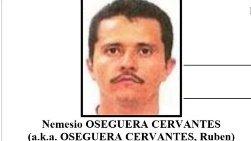 Nemesio OSEGUERA CERVANTES
(a.k.a. OSEGUERA CERVANTES, Ruben)